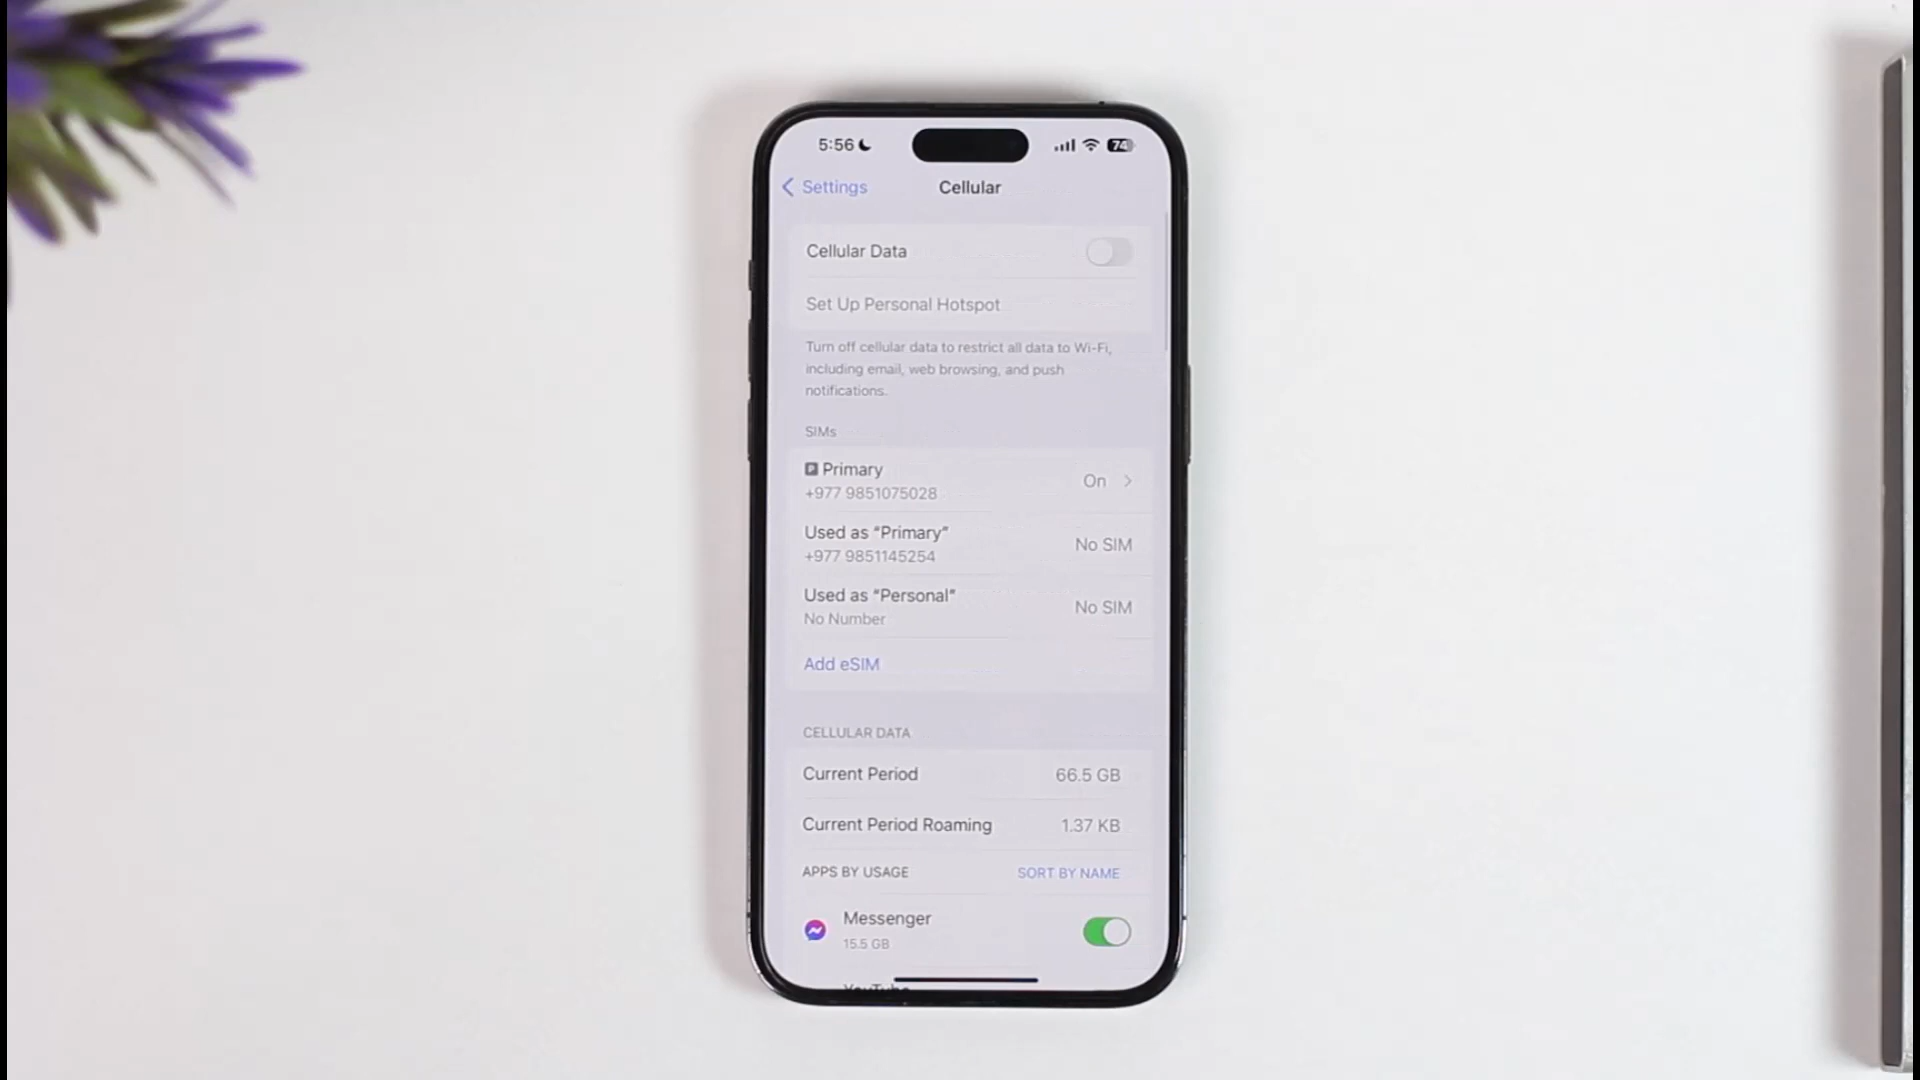 5:56
74
Settings
Cellular
Cellular Data
Set Up Personal Hotspot
Turn off cellular data to restrict all data to Wi-Fi,
including email, web browsing, and push
notifications.
SIMs
P Primary
+977 9851075028
On
Used as “Primary”
+977 9851145254
No SIM
Used as “Personal”
No Number
No SIM
Add eSIM
CELLULAR DATA
Current Period
66.5 GB
Current Period Roaming
1.37 KB
APPS BY USAGE
SORT BY NAME
Messenger
15.5 GB
YouTube